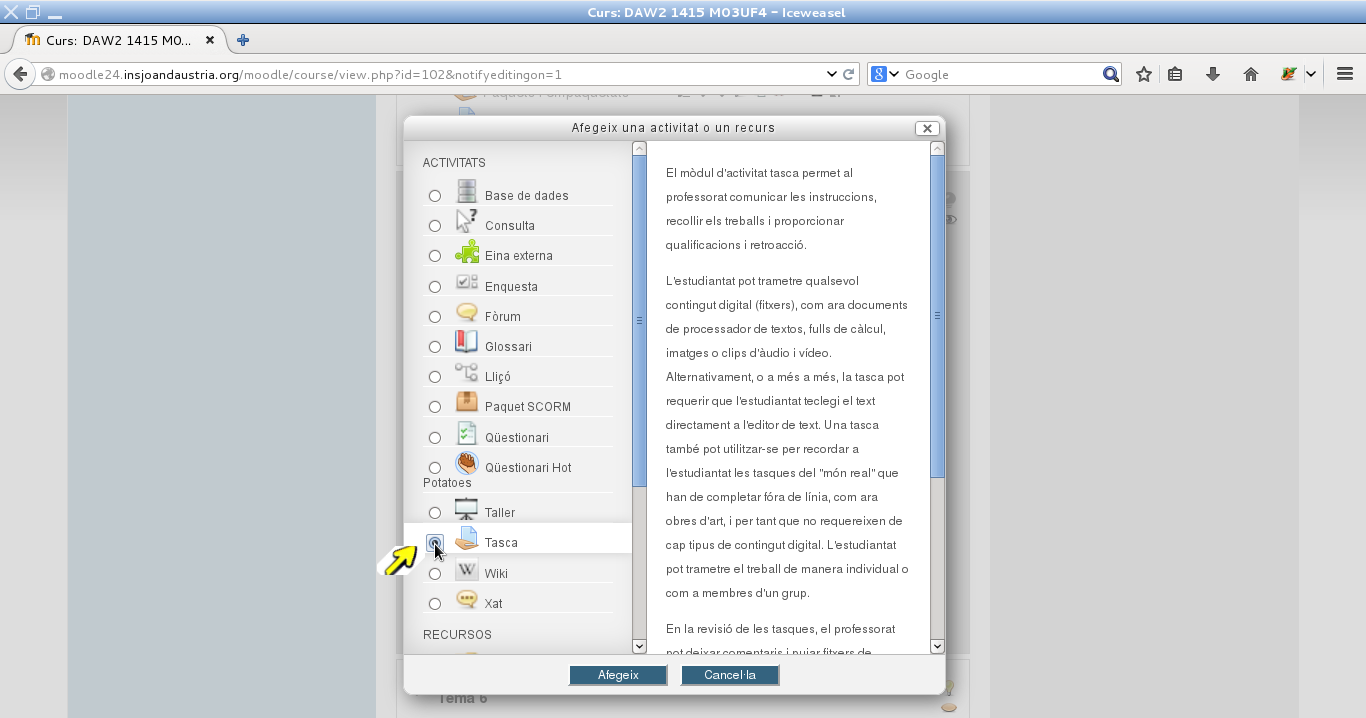 Curs: DAW2 1415 M03UF4 – Iceweasel
Curs: DAW2 1415 M0...
moodle24.insjoandaustria.org/moodle/course/view.php?id=102&notifyeditingon=1
Google
Afegeix una activitat o un recurs
ACTIVITATS
Base de dades
Consulta
Eina externa
Enquesta
Fòrum
Glossari
Lliçó
Paquet SCORM
Qüestionari
Qüestionari Hot
Potatoes
Taller
Tasca
Wiki
Xat
RECURSOS
El mòdul d'activitat tasca permet al
professorat comunicar les instruccions,
recollir els treballs i proporcionar
qualificacions i retroacció.
L'estudiantat pot trametre qualsevol
contingut digital (fitxers), com ara documents
de processador de textos, fulls de càlcul,
imatges o clips d'àudio i vídeo.
Alternativament, o a més a més, la tasca pot
requerir que l'estudiantat teclegi el text
directament a l'editor de text. Una tasca
també pot utilitzar-se per recordar a
l'estudiantat les tasques del "món real" que
han de completar fóra de línia, com ara
obres d'art, i per tant que no requereixen de
cap tipus de contingut digital. L'estudiantat
pot trametre el treball de manera individual o
com a membres d'un grup.
En la revisió de les tasques, el professorat
pot deixar comentaris i pujar fitxers de
Afegeix
Cancel·la
Tema 6